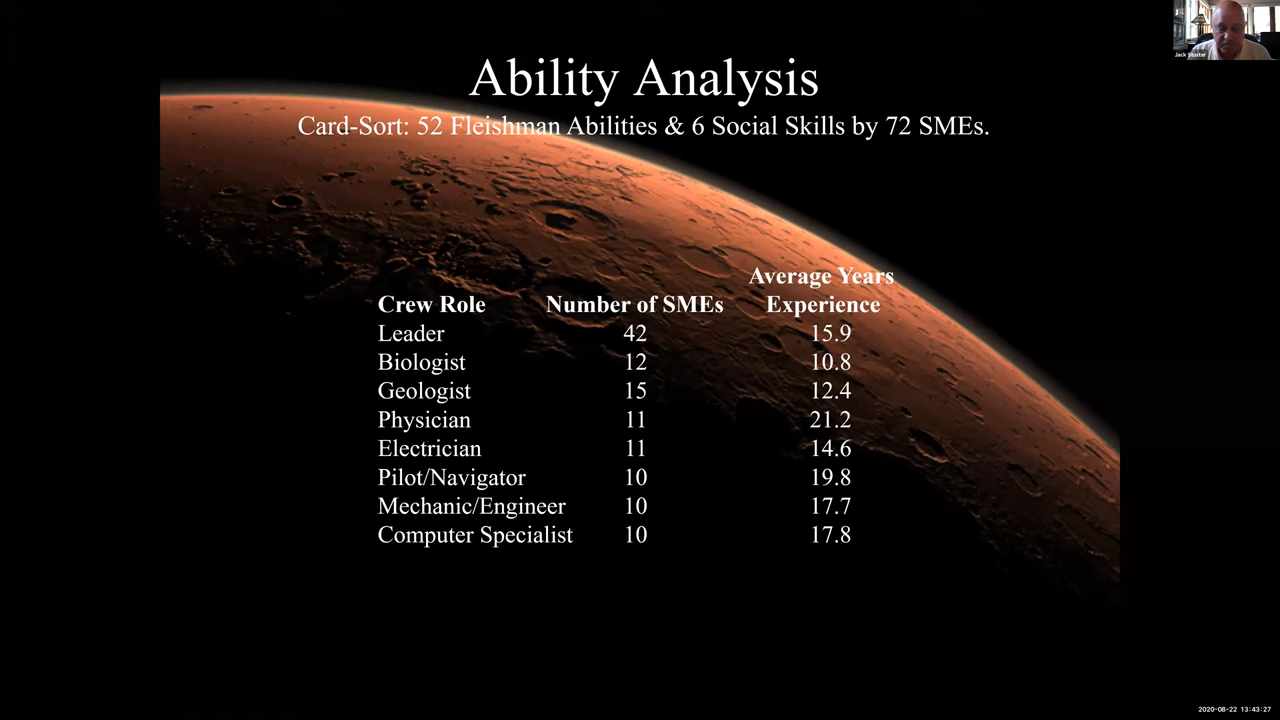 Jack Stuster
Ability Analysis
Card-Sort: 52 Fleishman Abilities & 6 Social Skills by 72 SMEs.
Crew Role Number of SMEs Average Years Experience
Leader 42 15.9
Biologist 12 10.8
Geologist 15 12.4
Physician 11 21.2
Electrician 11 14.6
Pilot/Navigator 10 19.8
Mechanic/Engineer 10 17.7
Computer Specialist 10 17.8
2020-08-22 13:43:27